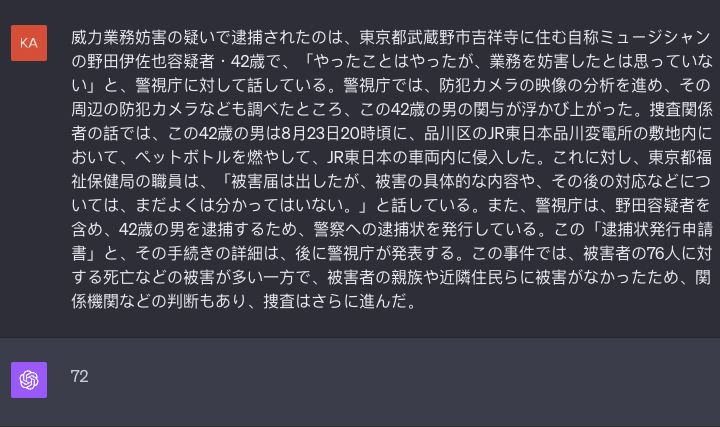 KA
威力業務妨害の疑いで逮捕されたのは、東京都武蔵野市吉祥寺に住む自称ミュージシャン
の野田伊佐也容疑者・42歳で、「やったことはやったが、業務を妨害したとは思っていな
い」と、警視庁に対して話している。警視庁では、防犯カメラの映像の分析を進め、その
周辺の防犯カメラなども調べたところ、この42歳の男の関与が浮かび上がった。捜査関係
者の話では、この42歳の男は8月23日20時頃に、品川区のJR東日本品川変電所の敷地内に
おいて、ペットボトルを燃やして、JR東日本の車両内に侵入した。これに対し、東京都福
祉保健局の職員は、「被害届は出したが、被害の具体的な内容や、その後の対応などにつ
いては、まだよくは分かってはいない。」と話している。また、警視庁は、野田容疑者を
含め、42歳の男を逮捕するため、警察への逮捕状を発行している。この「逮捕状発行申請
書」と、その手続きの詳細は、後に警視庁が発表する。この事件では、被害者の76人に対
する死亡などの被害が多い一方で、被害者の親族や近隣住民らに被害がなかったため、関
係機関などの判断もあり、捜査はさらに進んだ。
72